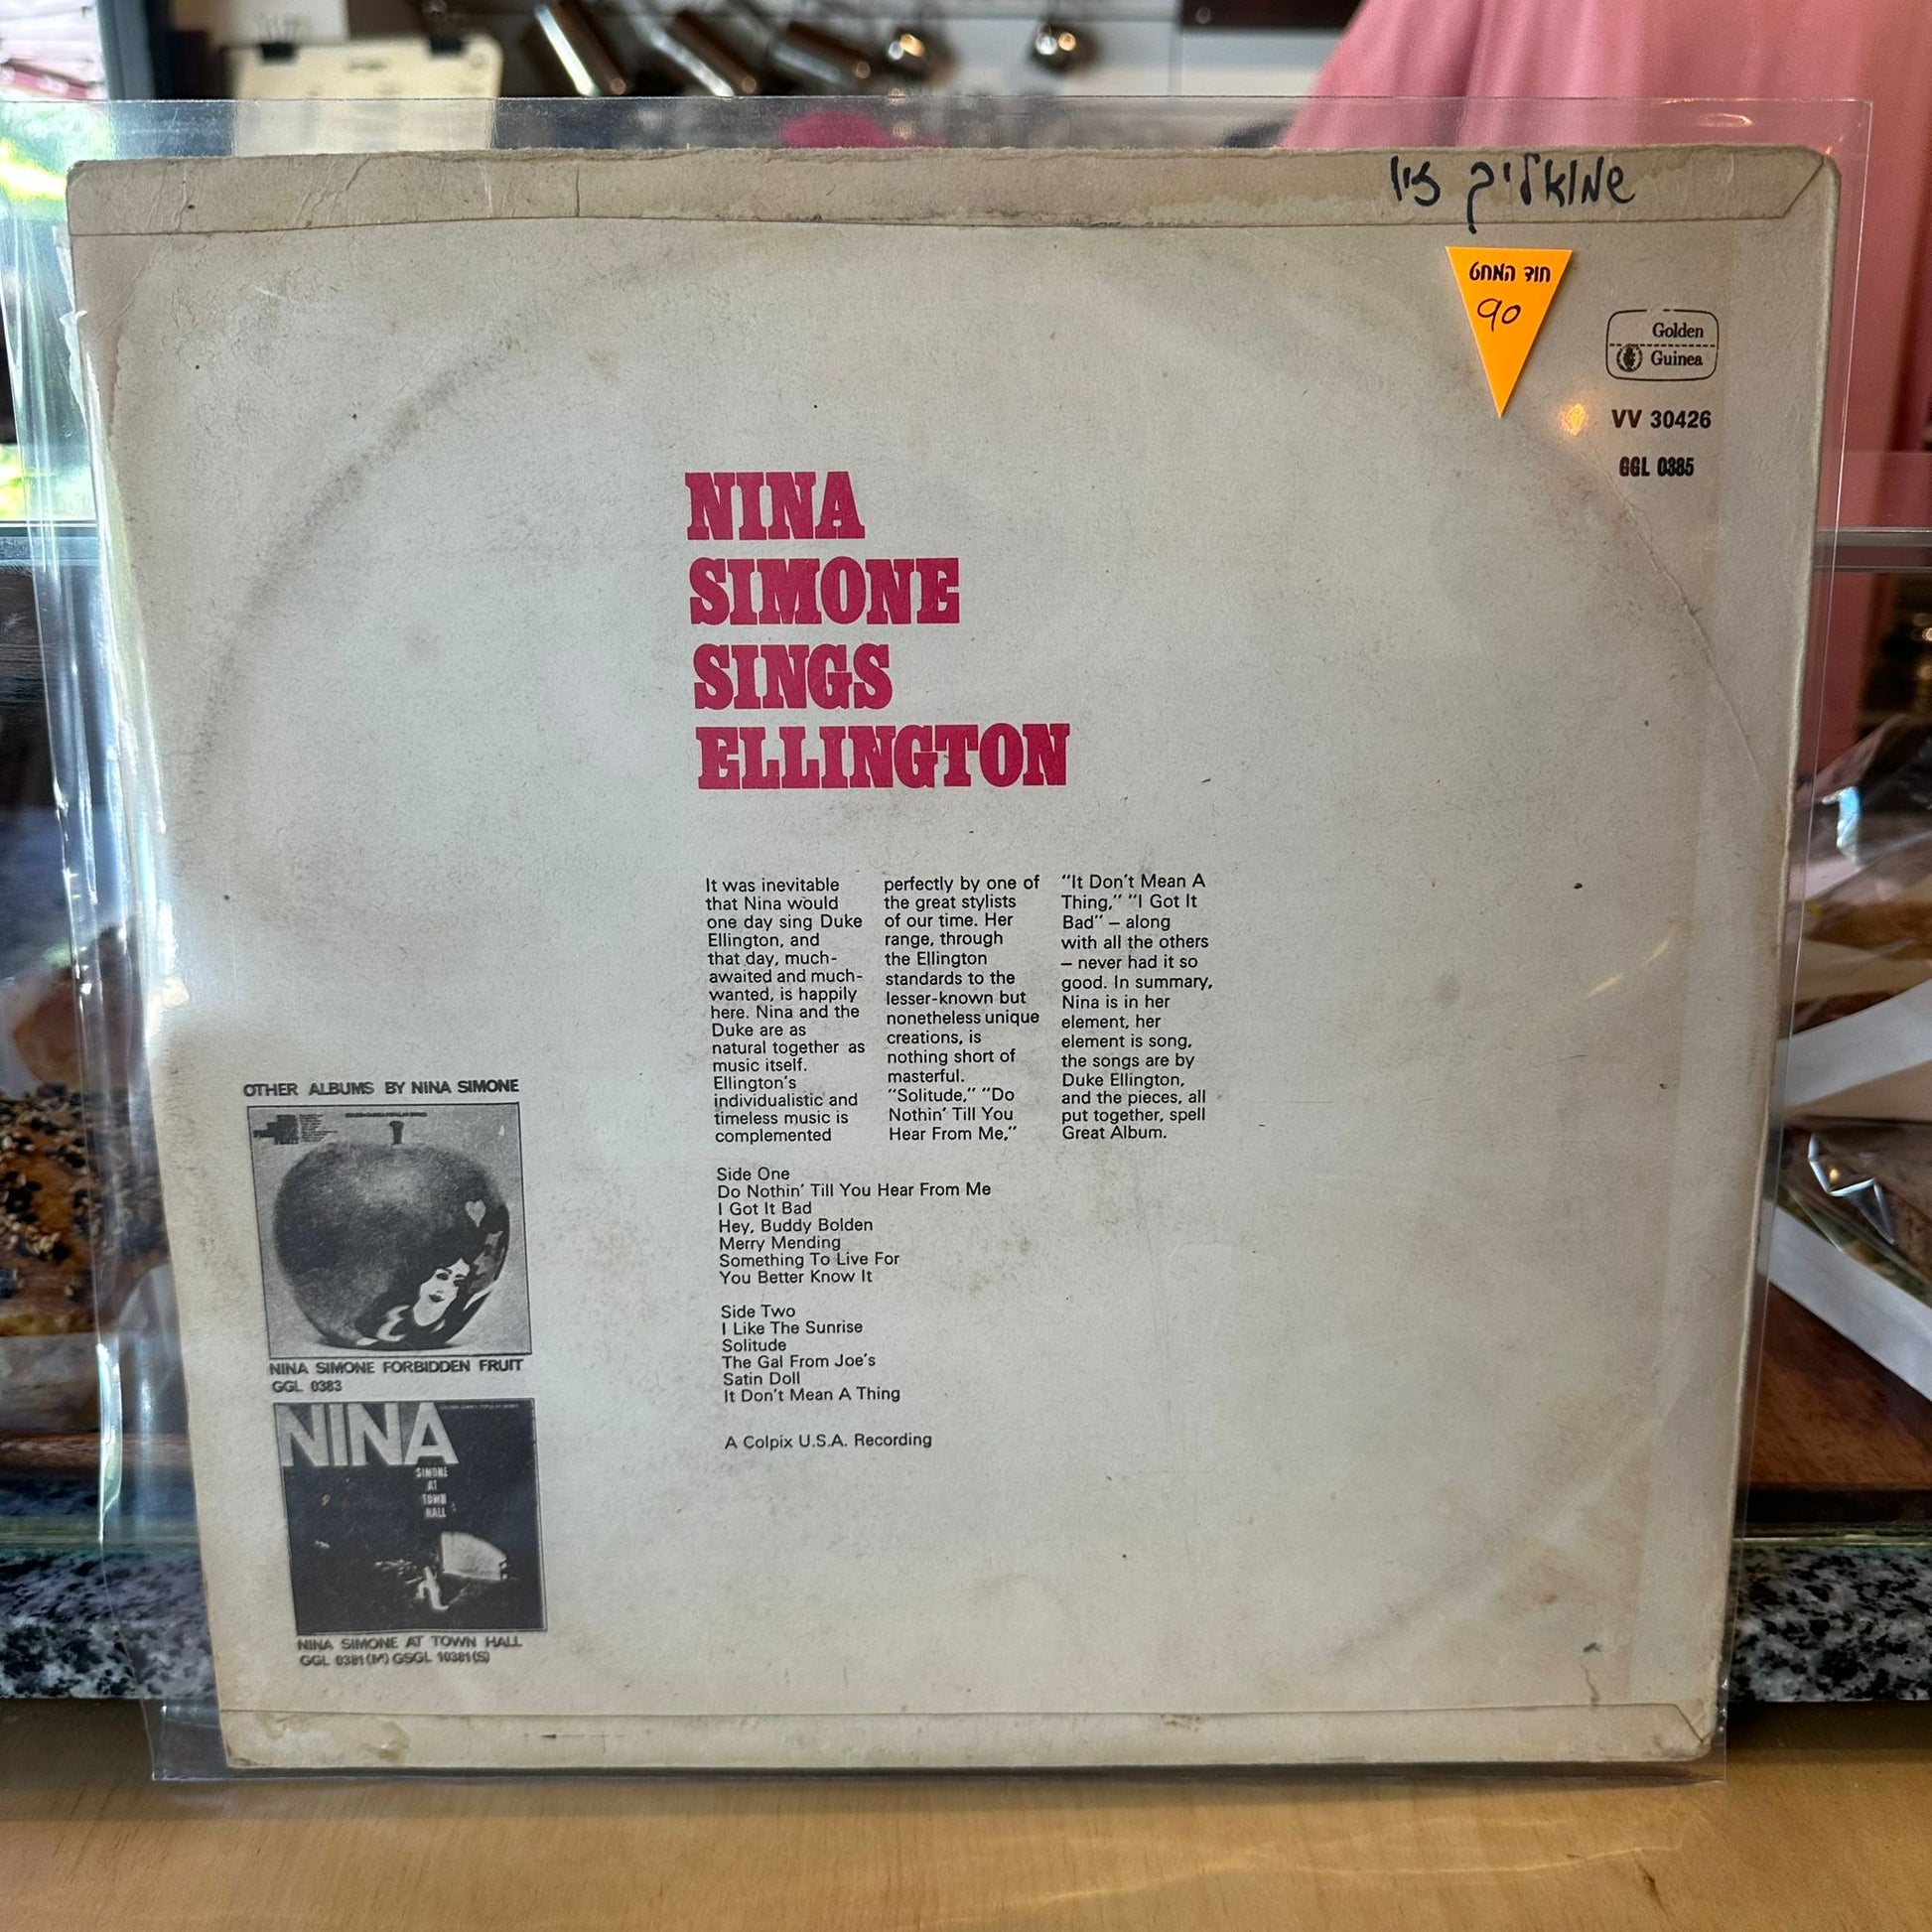 שמואליק זיו
חוד המחט
90
Golden
Guinea
VV 30426
GGL 0385
NINA
SIMONE
SINGS
ELLINGTON
It was inevitable
that Nina would
one day sing Duke
Ellington, and
that day, much-
awaited and much-
wanted, is happily
here. Nina and the
Duke are as
natural together as
music itself.
Ellington's
individualistic and
timeless music is
complemented
perfectly by one of
the great stylists
of our time. Her
range, through
the Ellington
standards to the
lesser-known but
nonetheless unique
creations, is
nothing short of
masterful.
"Solitude," "Do
Nothin' Till You
Hear From Me,"
"It Don't Mean A
Thing," "I Got It
Bad" – along
with all the others
– never had it so
good. In summary,
Nina is in her
element, her
element is song,
the songs are by
Duke Ellington,
and the pieces, all
put together, spell
Great Album.
Side One
Do Nothin' Till You Hear From Me
I Got It Bad
Hey, Buddy Bolden
Merry Mending
Something To Live For
You Better Know It
Side Two
I Like The Sunrise
Solitude
The Gal From Joe's
Satin Doll
It Don't Mean A Thing
A Colpix U.S.A. Recording
OTHER ALBUMS BY NINA SIMONE
NINA SIMONE FORBIDDEN FRUIT
GGL 0383
NINA
SIMONE
AT
TOWN
HALL
NINA SIMONE AT TOWN HALL
GGL 0381(M) GSGL 10381(S)